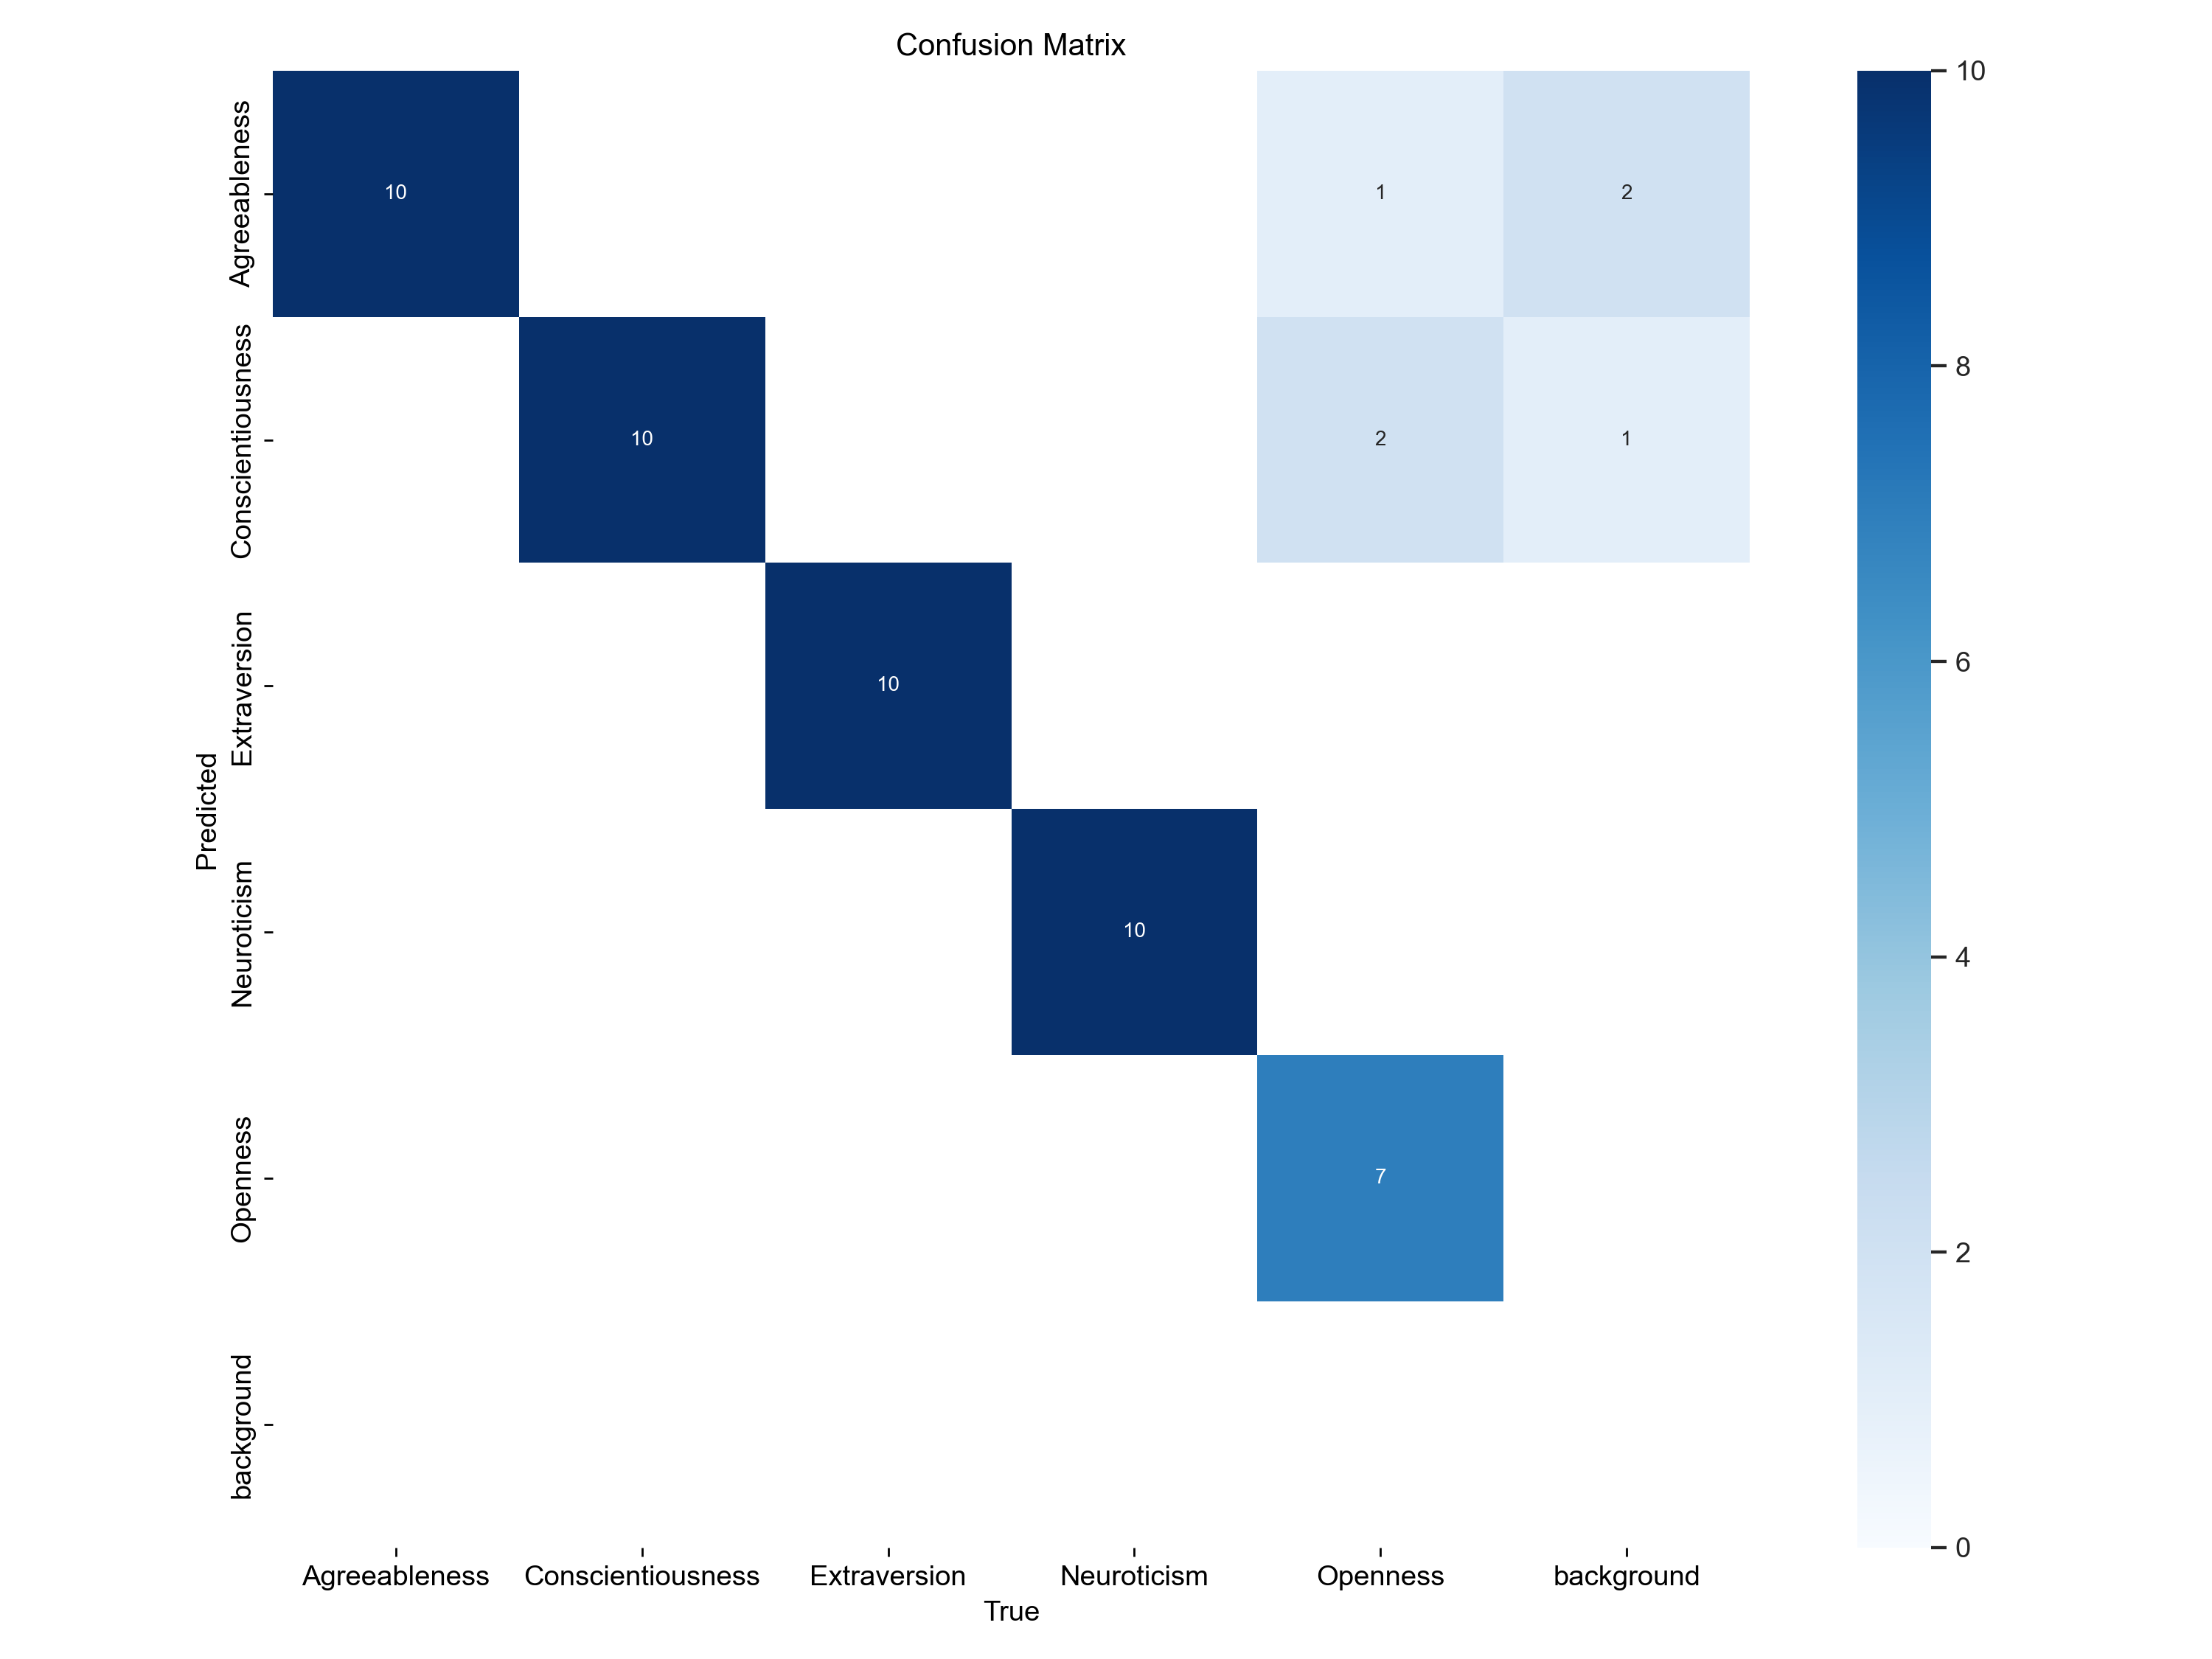 Confusion Matrix
Agreeableness
Conscientiousness
Extraversion
Neuroticism
Openness
background
Predicted
10
1
2
10
2
1
10
10
7
Agreeableness
Conscientiousness
Extraversion
Neuroticism
Openness
background
True
10
8
6
4
2
0